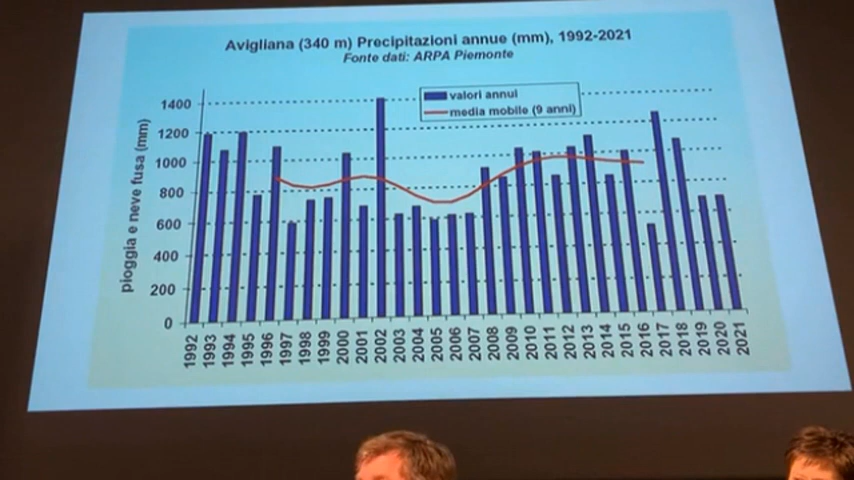 Avigliana (340 m) Precipitazioni annue (mm), 1992-2021
Fonte dati: ARPA Piemonte
valori annui
media mobile (9 anni)
pioggia e neve fusa (mm)
1400
1200
1000
800
600
400
200
0
1992 1993 1994 1995 1996 1997 1998 1999 2000 2001 2002 2003 2004 2005 2006 2007 2008 2009 2010 2011 2012 2013 2014 2015 2016 2017 2018 2019 2020 2021